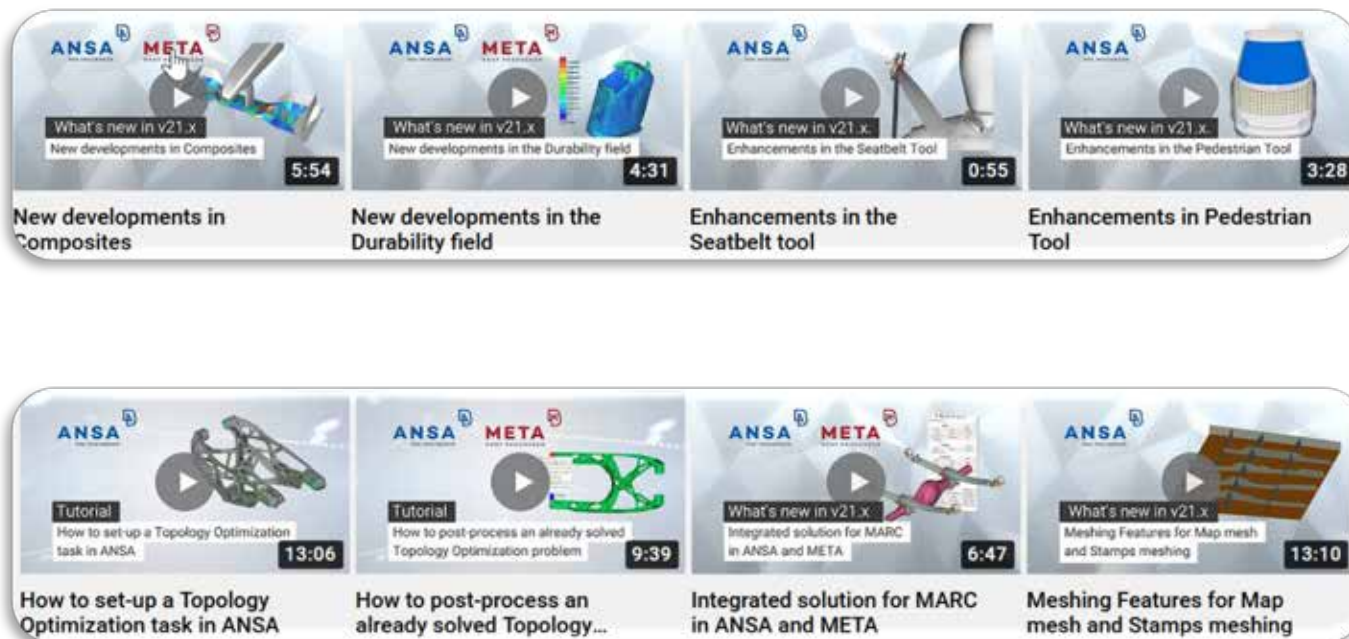 ANSA META
What's new in v21.x
New developments in Composites
5:54
New developments in
Composites
ANSA META
What's new in v21.x
New developments in the Durability field
4:31
New developments in the
Durability field
ANSA
What's new in v21.x.
Enhancements in the Seatbelt Tool
0:55
Enhancements in the
Seatbelt tool
ANSA
What's new in v21.x.
Enhancements in the Pedestrian Tool
3:28
Enhancements in Pedestrian
Tool
ANSA
Tutorial
How to set-up a Topology Optimization
task in ANSA
13:06
How to set-up a Topology
Optimization task in ANSA
ANSA META
Tutorial
How to post-process an already solved
Topology Optimization problem
9:39
How to post-process an
already solved Topology...
ANSA META
What's new in v21.x
Integrated solution for MARC
in ANSA and META
6:47
Integrated solution for MARC
in ANSA and META
ANSA
What's new in v21.x
Meshing Features for Map mesh
and Stamps meshing
13:10
Meshing Features for Map
mesh and Stamps meshing